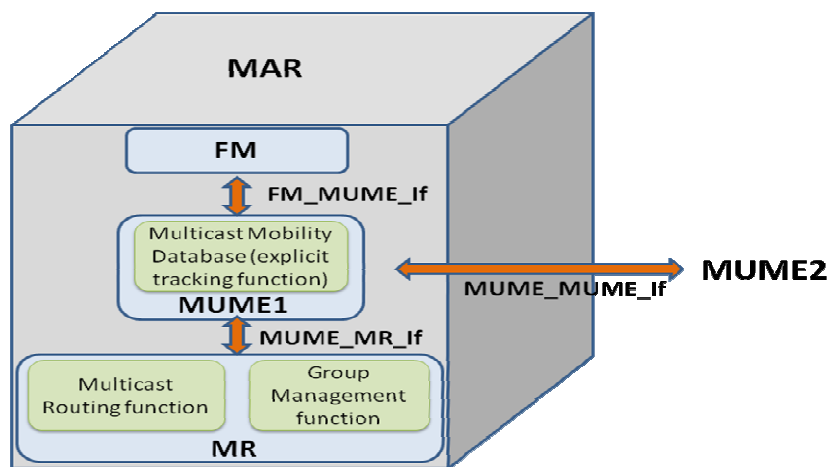 MAR
FM
FM_MUME_If
Multicast Mobility
Database (explicit
tracking function)
MUME1
MUME_MUME_If
MUME2
MUME_MR_If
Multicast
Routing function
Group
Management
function
MR